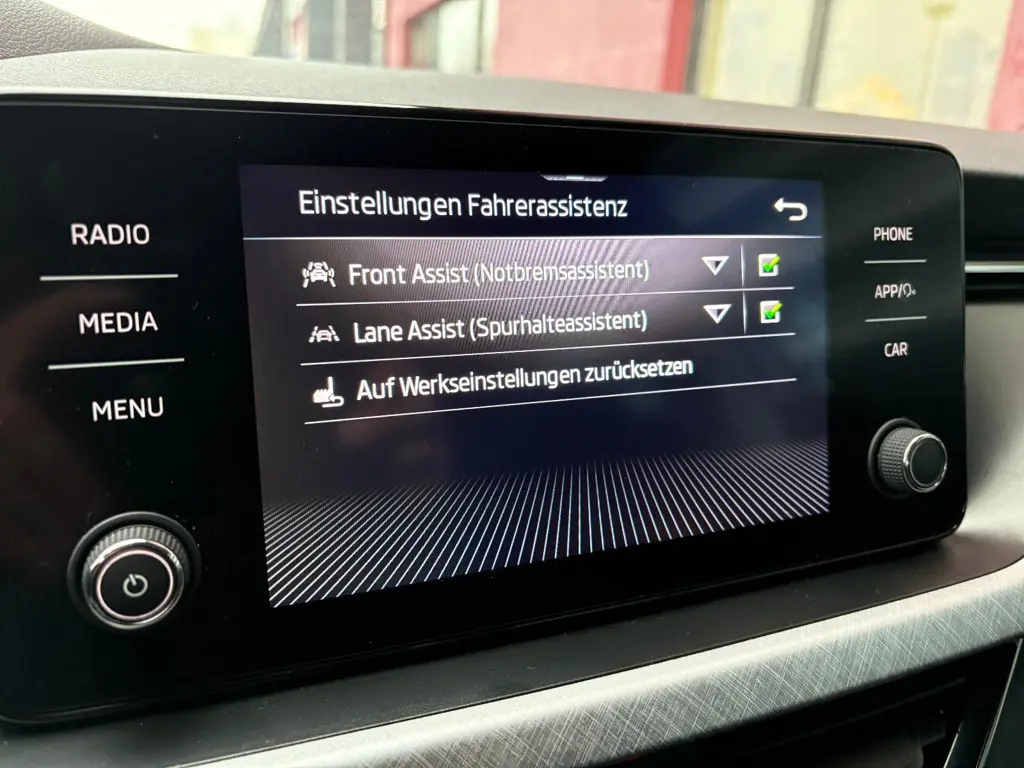 RADIO
MEDIA
MENU
Einstellungen Fahrerassistenz
Front Assist (Notbremsassistent)
Lane Assist (Spurhalteassistent)
Auf Werkseinstellungen zurücksetzen
PHONE
APP/
CAR